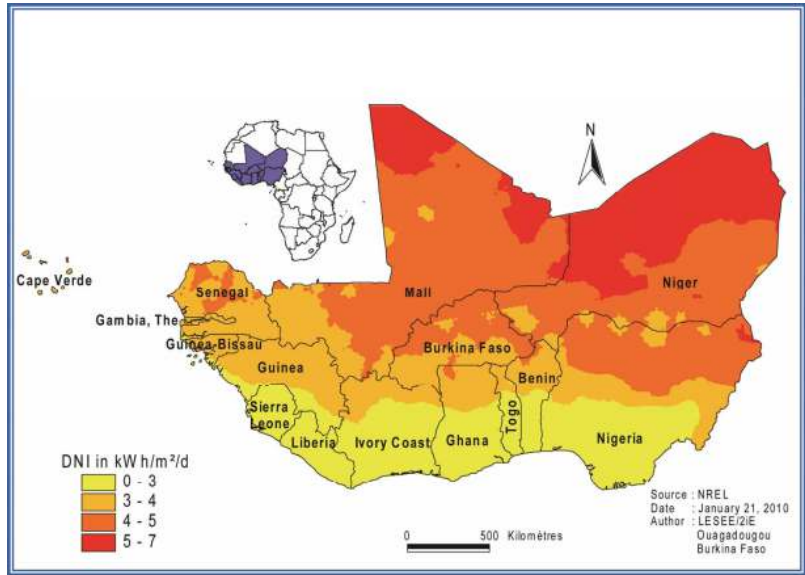 N
Cape Verde
Senegal
Mali
Niger
Gambia, The
Guinea-Bissau
Burkina Faso
Guinea
Benin
Sierra
Leone
Togo
Liberia
Ivory Coast
Ghana
Nigeria
DNI in kWh/m²/d
0 - 3
3 - 4
4 - 5
5 - 7
0 500 Kilomètres
Source : NREL
Date : January 21, 2010
Author : LESEE/2iE
Ouagadougou
Burkina Faso